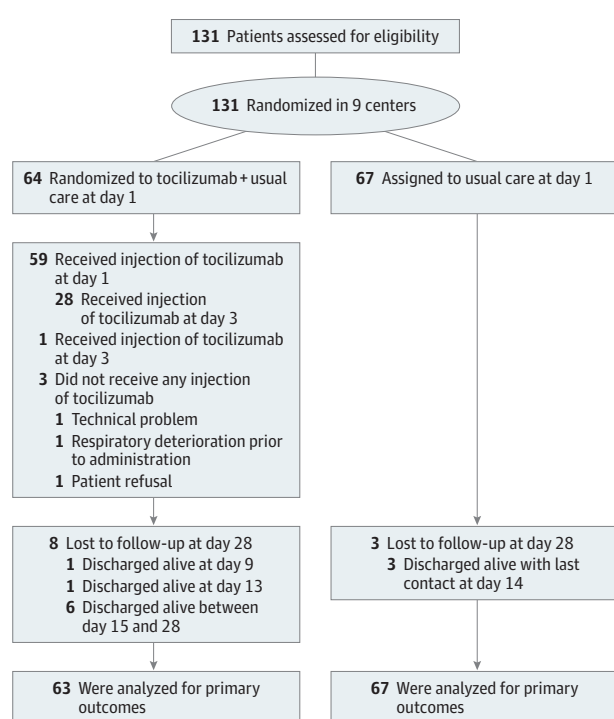 131 Patients assessed for eligibility
131 Randomized in 9 centers
64 Randomized to tocilizumab + usual
care at day 1
67 Assigned to usual care at day 1
59 Received injection of tocilizumab
at day 1
28 Received injection
of tocilizumab at day 3
1 Received injection of tocilizumab
at day 3
3 Did not receive any injection
of tocilizumab
1 Technical problem
1 Respiratory deterioration prior
to administration
1 Patient refusal
8 Lost to follow-up at day 28
1 Discharged alive at day 9
1 Discharged alive at day 13
6 Discharged alive between
day 15 and 28
3 Lost to follow-up at day 28
3 Discharged alive with last
contact at day 14
63 Were analyzed for primary
outcomes
67 Were analyzed for primary
outcomes